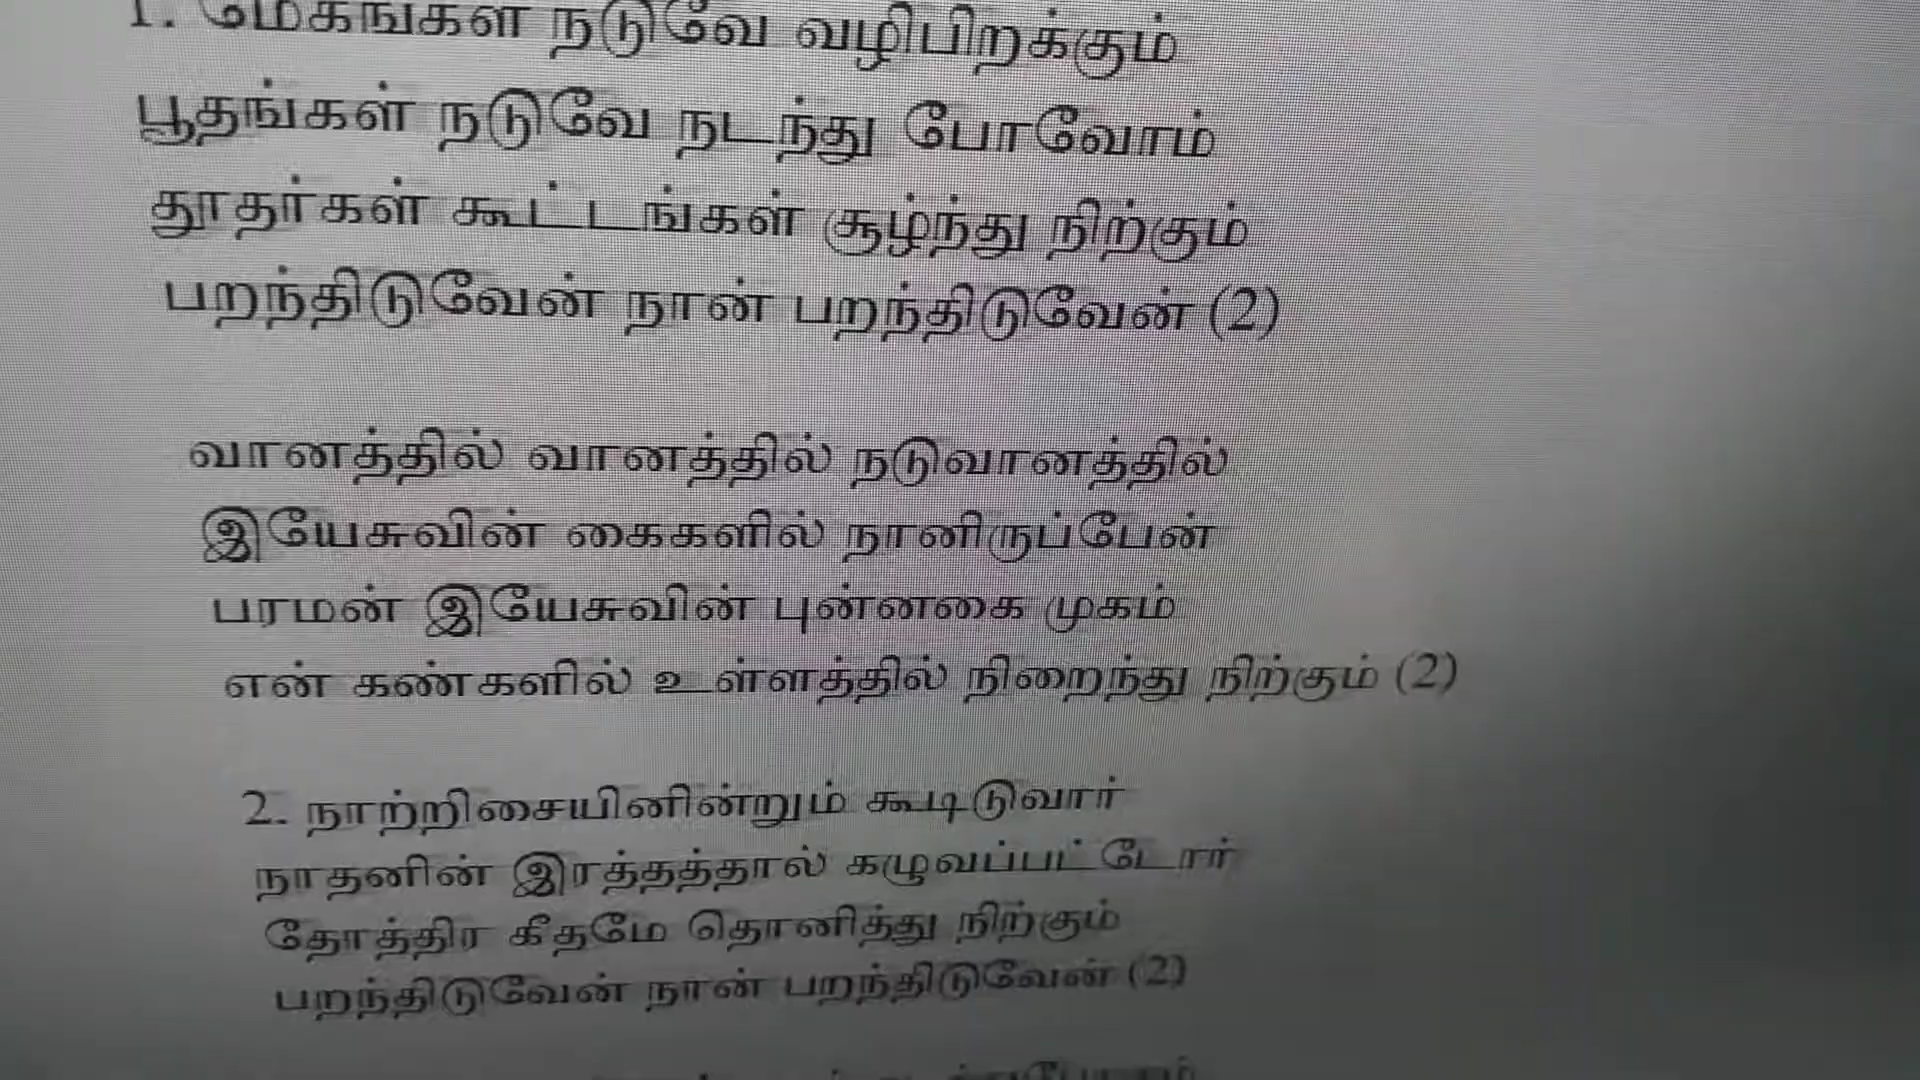 1. மேகங்கள் நடுவே வழிபிறக்கும்
பூதங்கள் நடுவே நடந்து போவோம்
தூதர்கள் கூட்டங்கள் சூழ்ந்து நிற்கும்
பறந்திடுவேன் நான் பறந்திடுவேன் (2)
வானத்தில் வானத்தில் நடுவானத்தில்
இயேசுவின் கைகளில் நானிருப்பேன்
பரமன் இயேசுவின் புன்னகை முகம்
என் கண்களில் உள்ளத்தில் நிறைந்து நிற்கும் (2)
2. நாற்றிசையினின்றும் கூடிடுவார்
நாதனின் இரத்தத்தால் கழுவப்பட்டோர்
தோத்திர கீதமே தொனித்து நிற்கும்
பறந்திடுவேன் நான் பறந்திடுவேன் (2)